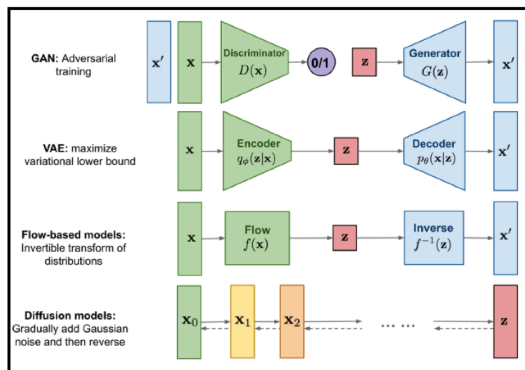 GAN: Adversarial
training
x′
x
Discriminator
D(x)
0/1
z
Generator
G(z)
x′
VAE: maximize
variational lower bound
x
Encoder
qϕ(z|x)
z
Decoder
pθ(x|z)
x′
Flow-based models:
Invertible transform of
distributions
x
Flow
f(x)
z
Inverse
f⁻¹(z)
x′
Diffusion models:
Gradually add Gaussian
noise and then reverse
x₀
x₁
x₂
... ...
z